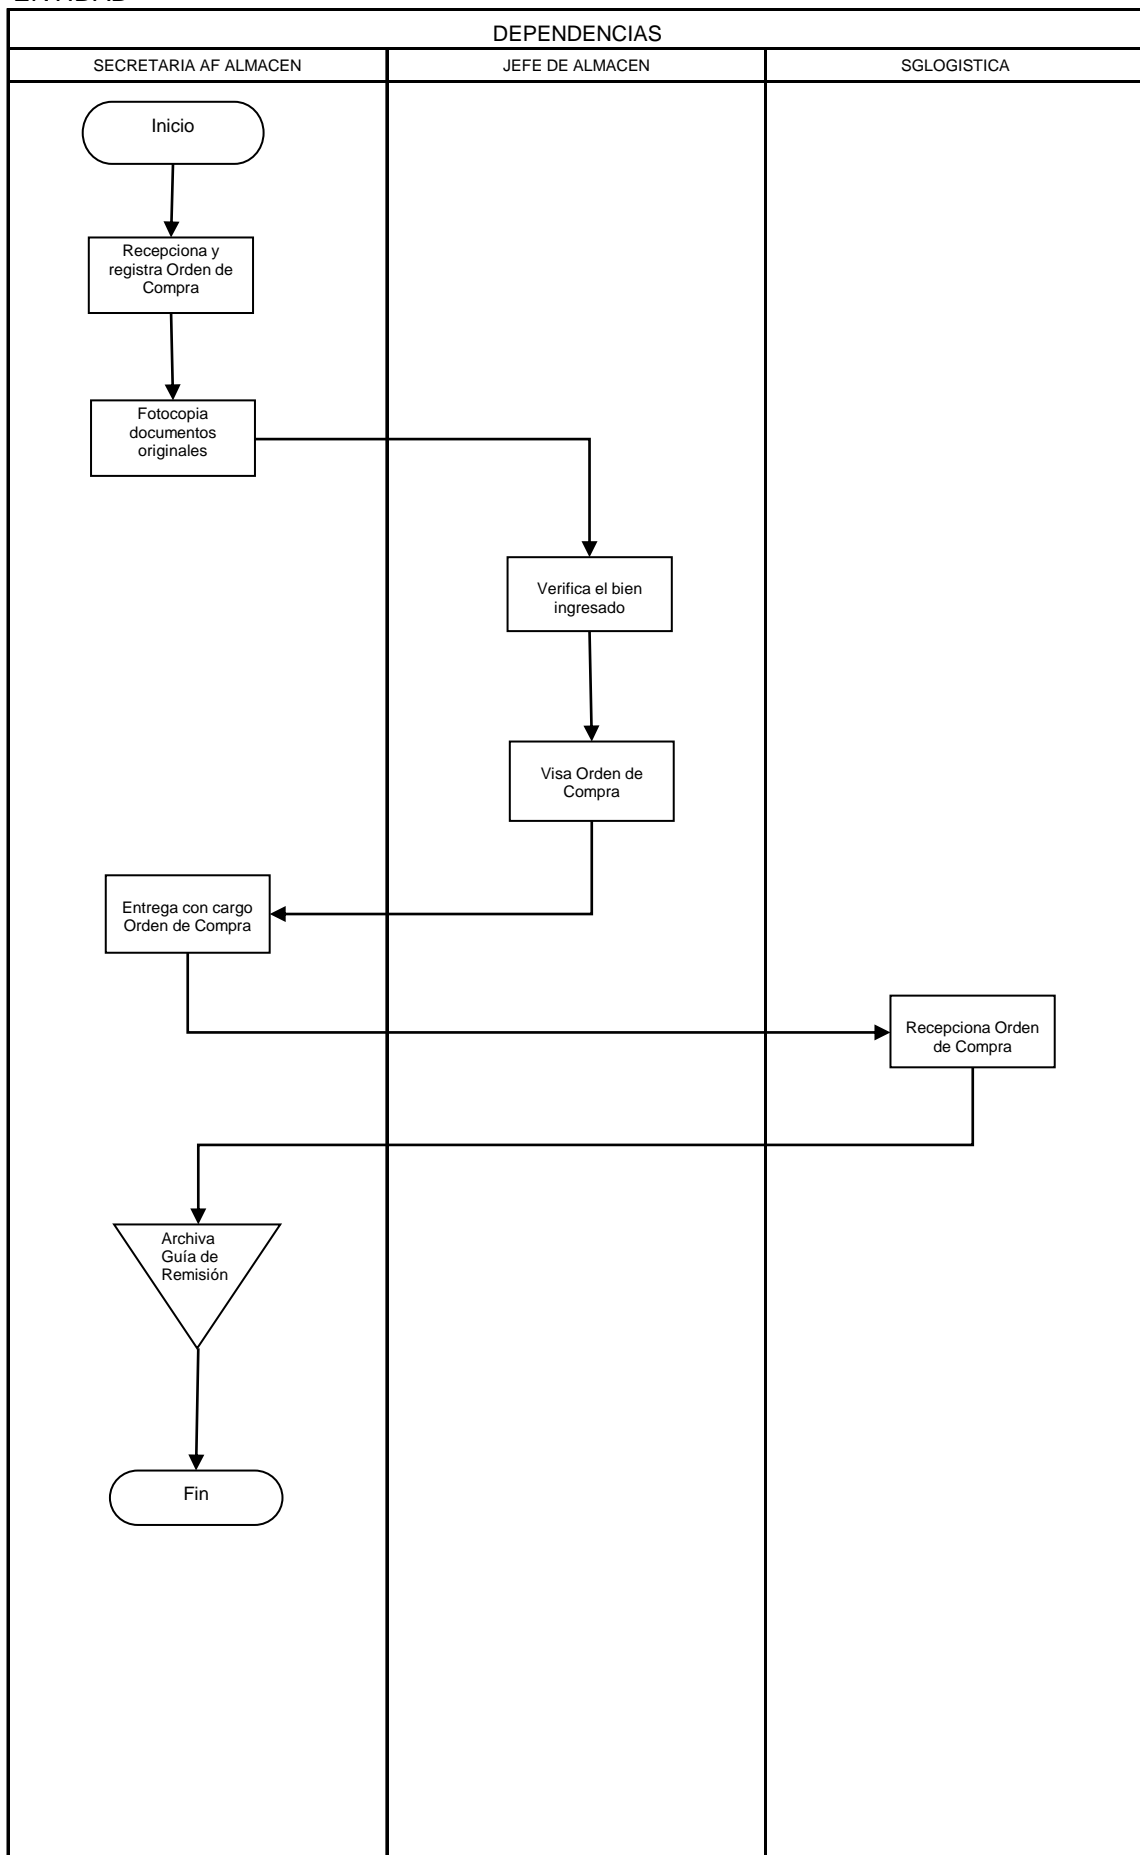 DEPENDENCIAS
SECRETARIA AF ALMACEN
JEFE DE ALMACEN
SGLOGISTICA
Inicio
Recepciona y
registra Orden de
Compra
Fotocopia
documentos
originales
Verifica el bien
ingresado
Visa Orden de
Compra
Entrega con cargo
Orden de Compra
Recepciona Orden
de Compra
Archiva
Guía de
Remisión
Fin